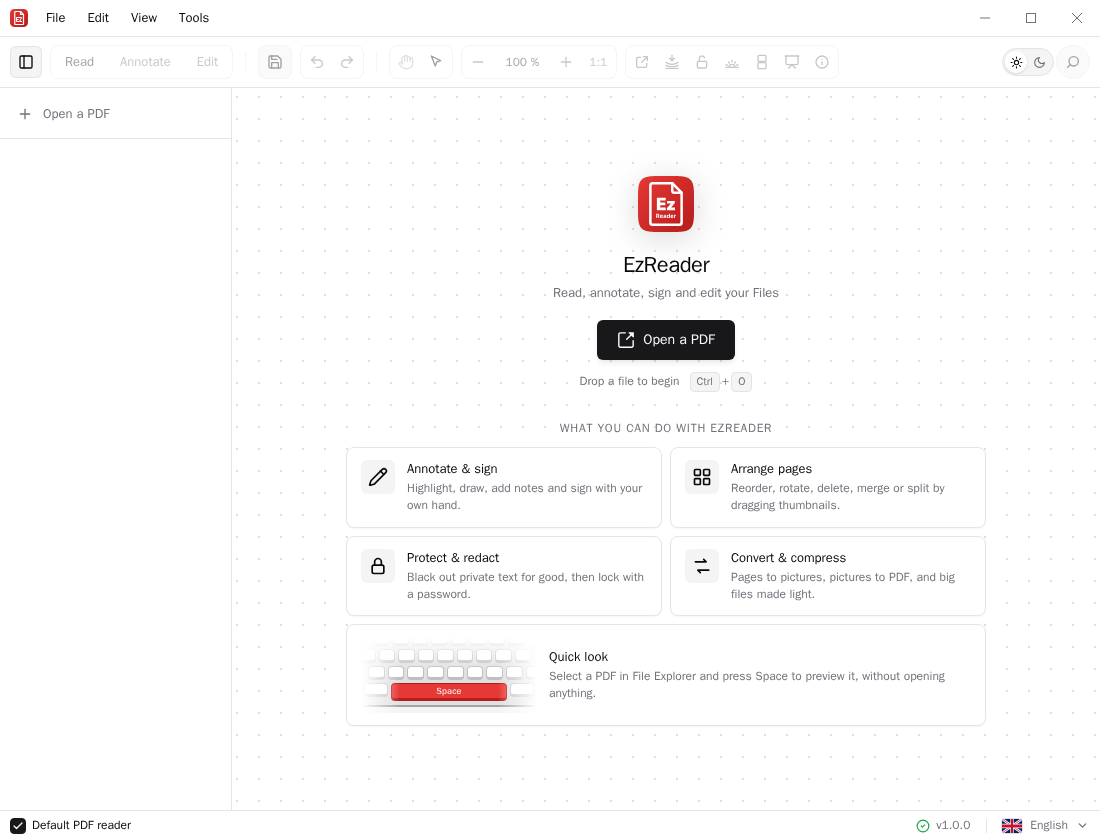 File Edit View Tools
Read Annotate Edit 100 % 1:1
Open a PDF
Ez
Reader
EzReader
Read, annotate, sign and edit your Files
Open a PDF
Drop a file to begin Ctrl + O
WHAT YOU CAN DO WITH EZREADER
Annotate & sign
Highlight, draw, add notes and sign with your
own hand.
Arrange pages
Reorder, rotate, delete, merge or split by
dragging thumbnails.
Protect & redact
Black out private text for good, then lock with
a password.
Convert & compress
Pages to pictures, pictures to PDF, and big
files made light.
Space
Quick look
Select a PDF in File Explorer and press Space to preview it, without opening
anything.
Default PDF reader
v1.0.0
English